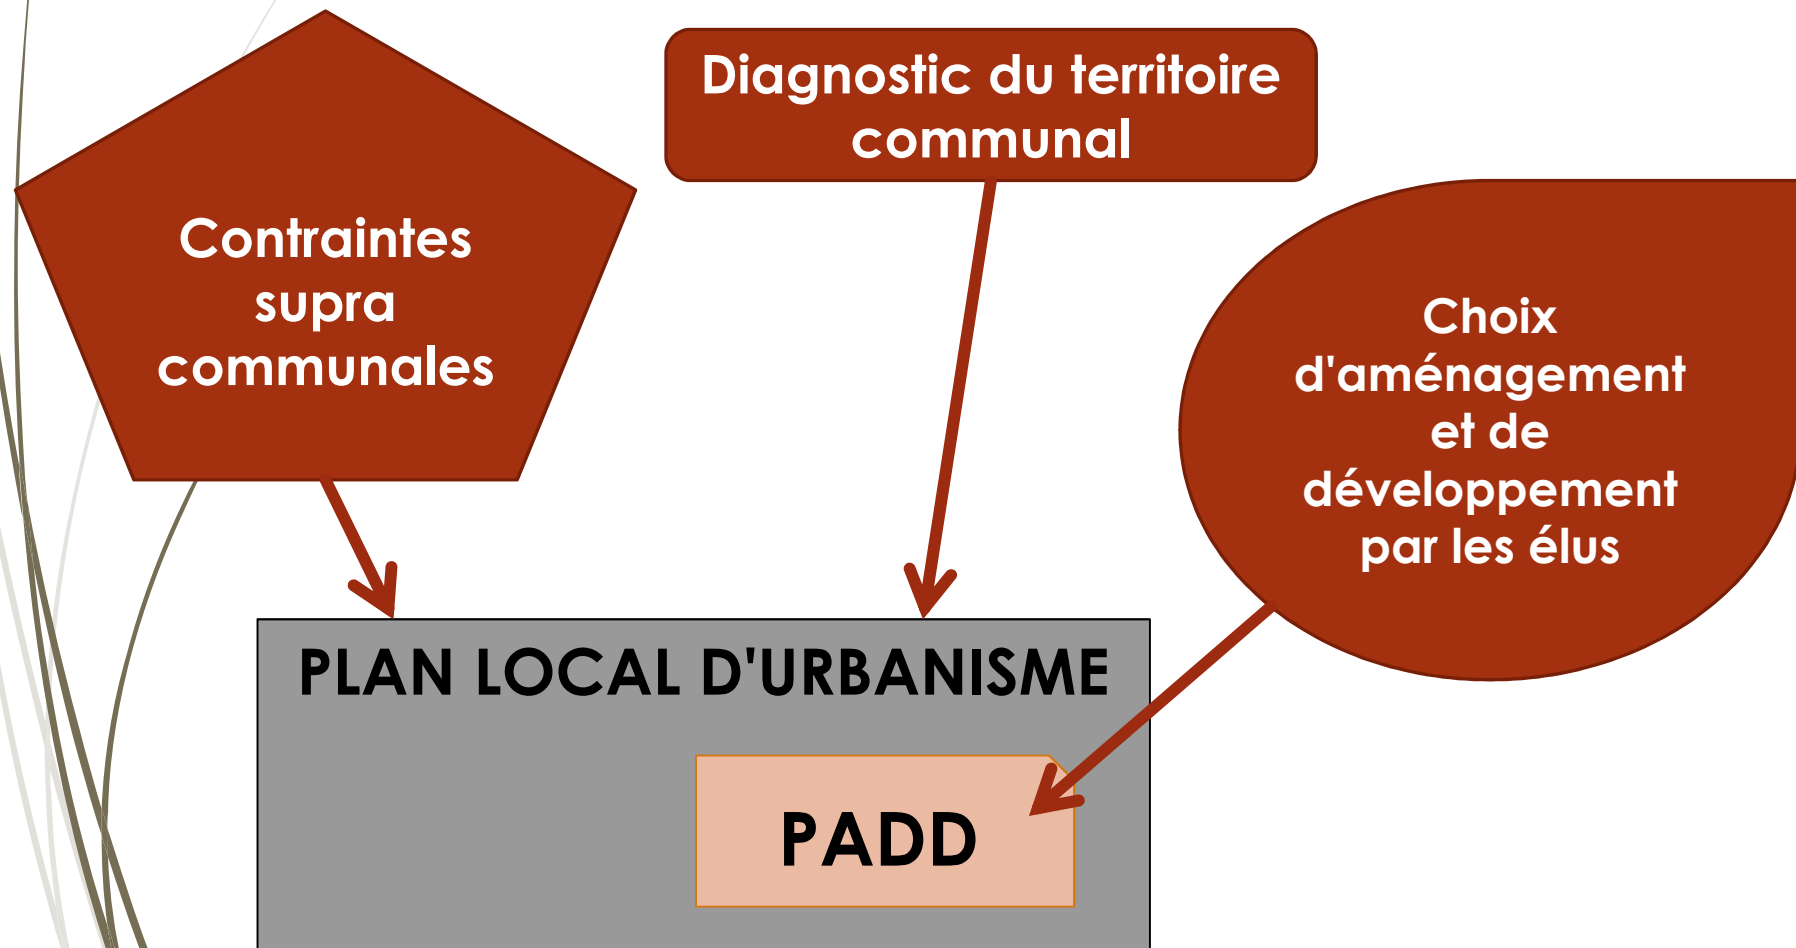 Diagnostic du territoire
communal
Contraintes
supra
communales
Choix
d'aménagement
et de
développement
par les élus
PLAN LOCAL D'URBANISME
PADD